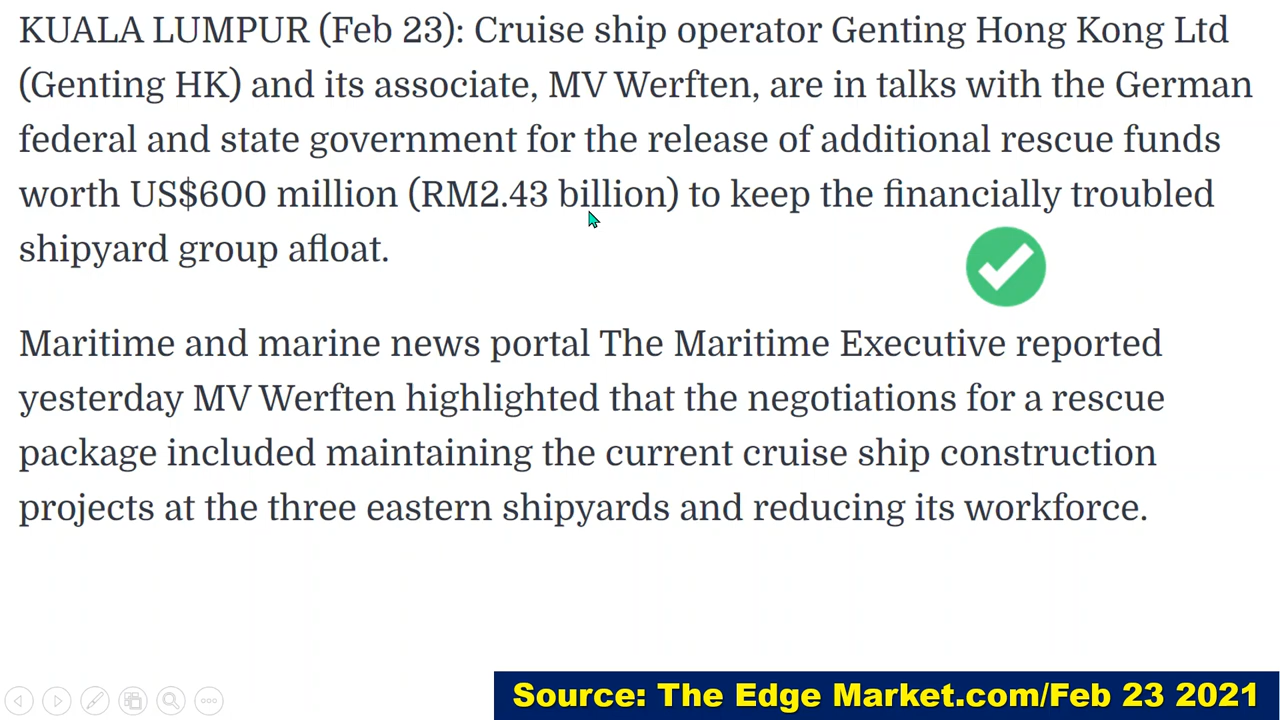 KUALA LUMPUR (Feb 23): Cruise ship operator Genting Hong Kong Ltd
(Genting HK) and its associate, MV Werften, are in talks with the German
federal and state government for the release of additional rescue funds
worth US$600 million (RM2.43 billion) to keep the financially troubled
shipyard group afloat.
Maritime and marine news portal The Maritime Executive reported
yesterday MV Werften highlighted that the negotiations for a rescue
package included maintaining the current cruise ship construction
projects at the three eastern shipyards and reducing its workforce.
Source: The Edge Market.com/Feb 23 2021